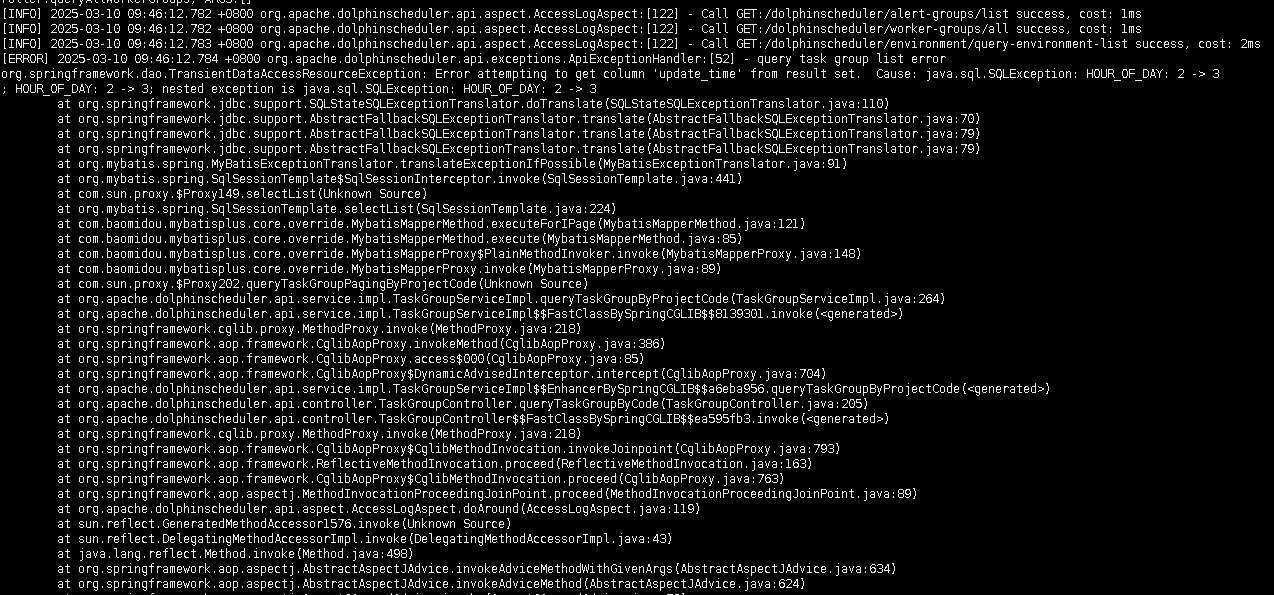 [INFO] 2025-03-10 09:46:12.782 +0800 org.apache.dolphinscheduler.api.aspect.AccessLogAspect:[122] - Call GET:/dolphinscheduler/alert-groups/list success, cost: 1ms
[INFO] 2025-03-10 09:46:12.782 +0800 org.apache.dolphinscheduler.api.aspect.AccessLogAspect:[122] - Call GET:/dolphinscheduler/worker-groups/all success, cost: 1ms
[INFO] 2025-03-10 09:46:12.783 +0800 org.apache.dolphinscheduler.api.aspect.AccessLogAspect:[122] - Call GET:/dolphinscheduler/environment/query-environment-list success, cost: 2ms
[ERROR] 2025-03-10 09:46:12.784 +0800 org.apache.dolphinscheduler.api.exceptions.ApiExceptionHandler:[52] - query task group list error
org.springframework.dao.TransientDataAccessResourceException: Error attempting to get column 'update_time' from result set.  Cause: java.sql.SQLException: HOUR_OF_DAY: 2 -> 3
; HOUR_OF_DAY: 2 -> 3; nested exception is java.sql.SQLException: HOUR_OF_DAY: 2 -> 3
at org.springframework.jdbc.support.SQLStateSQLExceptionTranslator.doTranslate(SQLStateSQLExceptionTranslator.java:110)
at org.springframework.jdbc.support.AbstractFallbackSQLExceptionTranslator.translate(AbstractFallbackSQLExceptionTranslator.java:70)
at org.springframework.jdbc.support.AbstractFallbackSQLExceptionTranslator.translate(AbstractFallbackSQLExceptionTranslator.java:79)
at org.springframework.jdbc.support.AbstractFallbackSQLExceptionTranslator.translate(AbstractFallbackSQLExceptionTranslator.java:79)
at org.mybatis.spring.MyBatisExceptionTranslator.translateExceptionIfPossible(MyBatisExceptionTranslator.java:91)
at org.mybatis.spring.SqlSessionTemplate$SqlSessionInterceptor.invoke(SqlSessionTemplate.java:441)
at com.sun.proxy.$Proxy149.selectList(Unknown Source)
at org.mybatis.spring.SqlSessionTemplate.selectList(SqlSessionTemplate.java:224)
at com.baomidou.mybatisplus.core.override.MybatisMapperMethod.executeForIPage(MybatisMapperMethod.java:121)
at com.baomidou.mybatisplus.core.override.MybatisMapperMethod.execute(MybatisMapperMethod.java:85)
at com.baomidou.mybatisplus.core.override.MybatisMapperProxy$PlainMethodInvoker.invoke(MybatisMapperProxy.java:148)
at com.baomidou.mybatisplus.core.override.MybatisMapperProxy.invoke(MybatisMapperProxy.java:89)
at com.sun.proxy.$Proxy202.queryTaskGroupPagingByProjectCode(Unknown Source)
at org.apache.dolphinscheduler.api.service.impl.TaskGroupServiceImpl.queryTaskGroupByProjectCode(TaskGroupServiceImpl.java:264)
at org.apache.dolphinscheduler.api.service.impl.TaskGroupServiceImpl$$FastClassBySpringCGLIB$$8139301.invoke(<generated>)
at org.springframework.cglib.proxy.MethodProxy.invoke(MethodProxy.java:218)
at org.springframework.aop.framework.CglibAopProxy.invokeMethod(CglibAopProxy.java:386)
at org.springframework.aop.framework.CglibAopProxy.access$000(CglibAopProxy.java:85)
at org.springframework.aop.framework.CglibAopProxy$DynamicAdvisedInterceptor.intercept(CglibAopProxy.java:704)
at org.apache.dolphinscheduler.api.service.impl.TaskGroupServiceImpl$$EnhancerBySpringCGLIB$$a6eba956.queryTaskGroupByProjectCode(<generated>)
at org.apache.dolphinscheduler.api.controller.TaskGroupController.queryTaskGroupByCode(TaskGroupController.java:205)
at org.apache.dolphinscheduler.api.controller.TaskGroupController$$FastClassBySpringCGLIB$$ea595fb3.invoke(<generated>)
at org.springframework.cglib.proxy.MethodProxy.invoke(MethodProxy.java:218)
at org.springframework.aop.framework.CglibAopProxy$CglibMethodInvocation.invokeJoinpoint(CglibAopProxy.java:793)
at org.springframework.aop.framework.ReflectiveMethodInvocation.proceed(ReflectiveMethodInvocation.java:163)
at org.springframework.aop.framework.CglibAopProxy$CglibMethodInvocation.proceed(CglibAopProxy.java:763)
at org.springframework.aop.aspectj.MethodInvocationProceedingJoinPoint.proceed(MethodInvocationProceedingJoinPoint.java:89)
at org.apache.dolphinscheduler.api.aspect.AccessLogAspect.doAround(AccessLogAspect.java:119)
at sun.reflect.GeneratedMethodAccessor1576.invoke(Unknown Source)
at sun.reflect.DelegatingMethodAccessorImpl.invoke(DelegatingMethodAccessorImpl.java:43)
at java.lang.reflect.Method.invoke(Method.java:498)
at org.springframework.aop.aspectj.AbstractAspectJAdvice.invokeAdviceMethodWithGivenArgs(AbstractAspectJAdvice.java:634)
at org.springframework.aop.aspectj.AbstractAspectJAdvice.invokeAdviceMethod(AbstractAspectJAdvice.java:624)